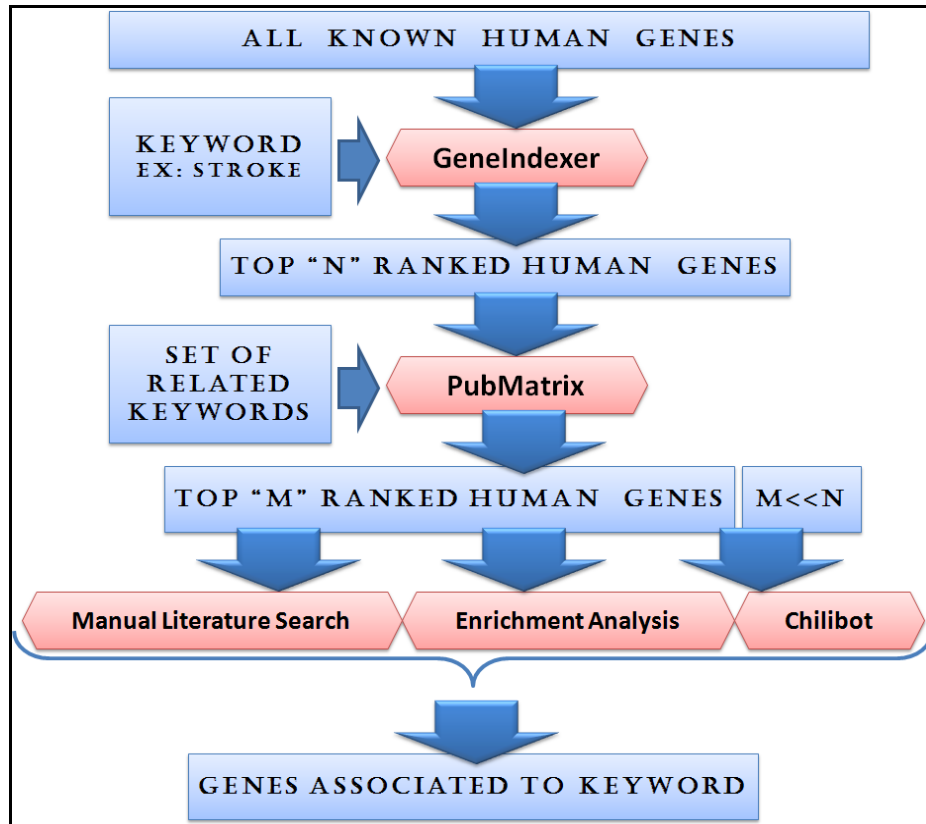 ALL KNOWN HUMAN GENES
KEYWORD
EX: STROKE
GeneIndexer
TOP “N” RANKED HUMAN GENES
SET OF
RELATED
KEYWORDS
PubMatrix
TOP “M” RANKED HUMAN GENES
M<<N
Manual Literature Search
Enrichment Analysis
Chilibot
GENES ASSOCIATED TO KEYWORD